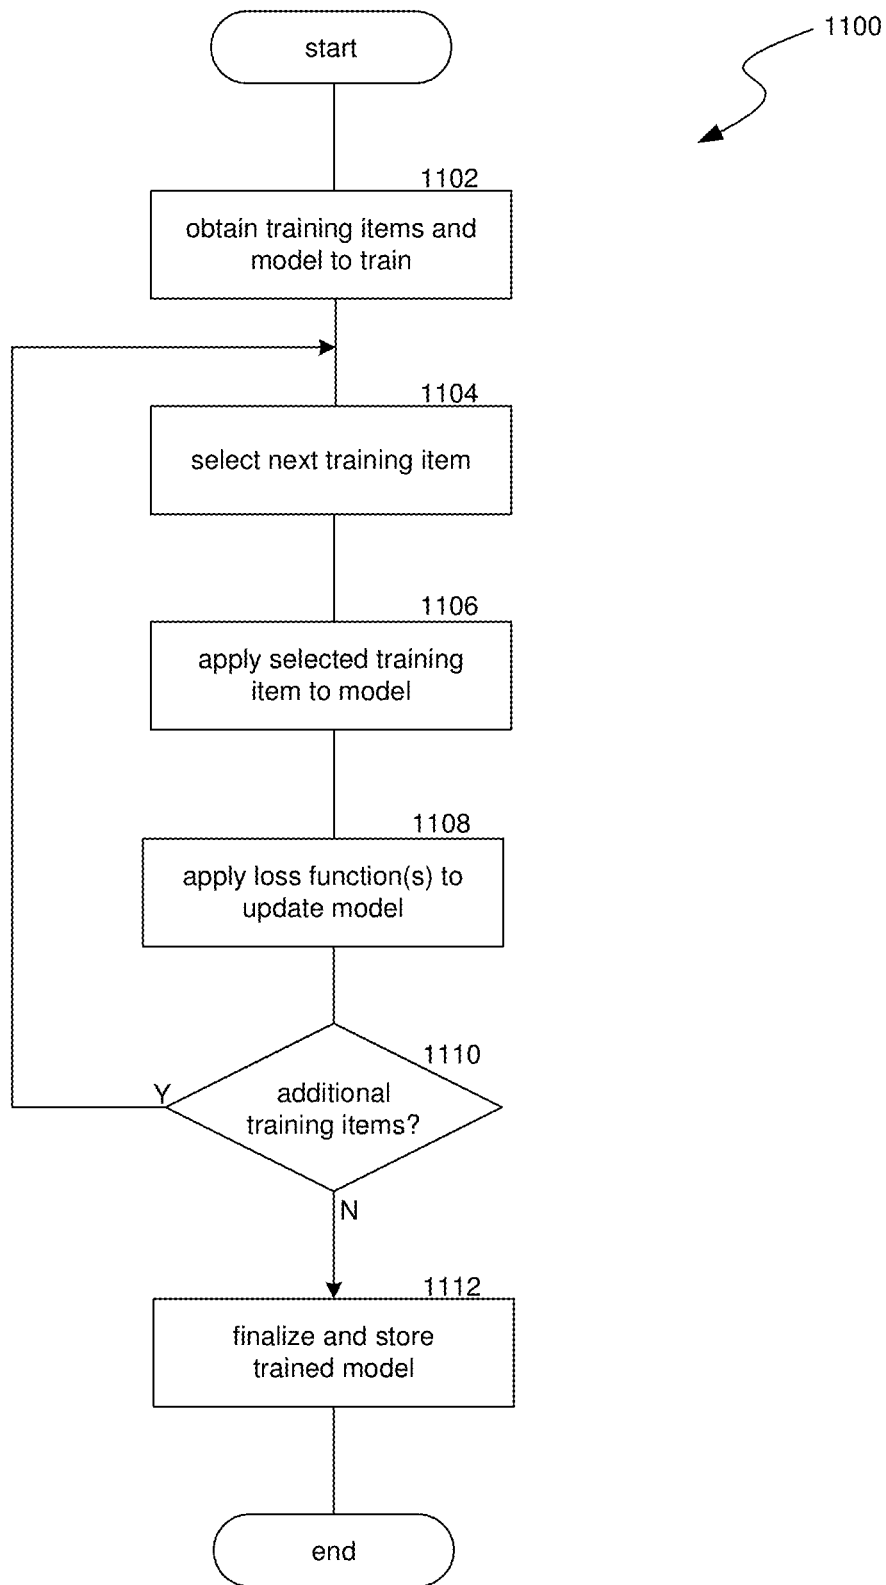 start
1100
1102
obtain training items and
model to train
1104
select next training item
1106
apply selected training
item to model
1108
apply loss function(s) to
update model
1110
Y
additional
training items?
N
1112
finalize and store
trained model
end